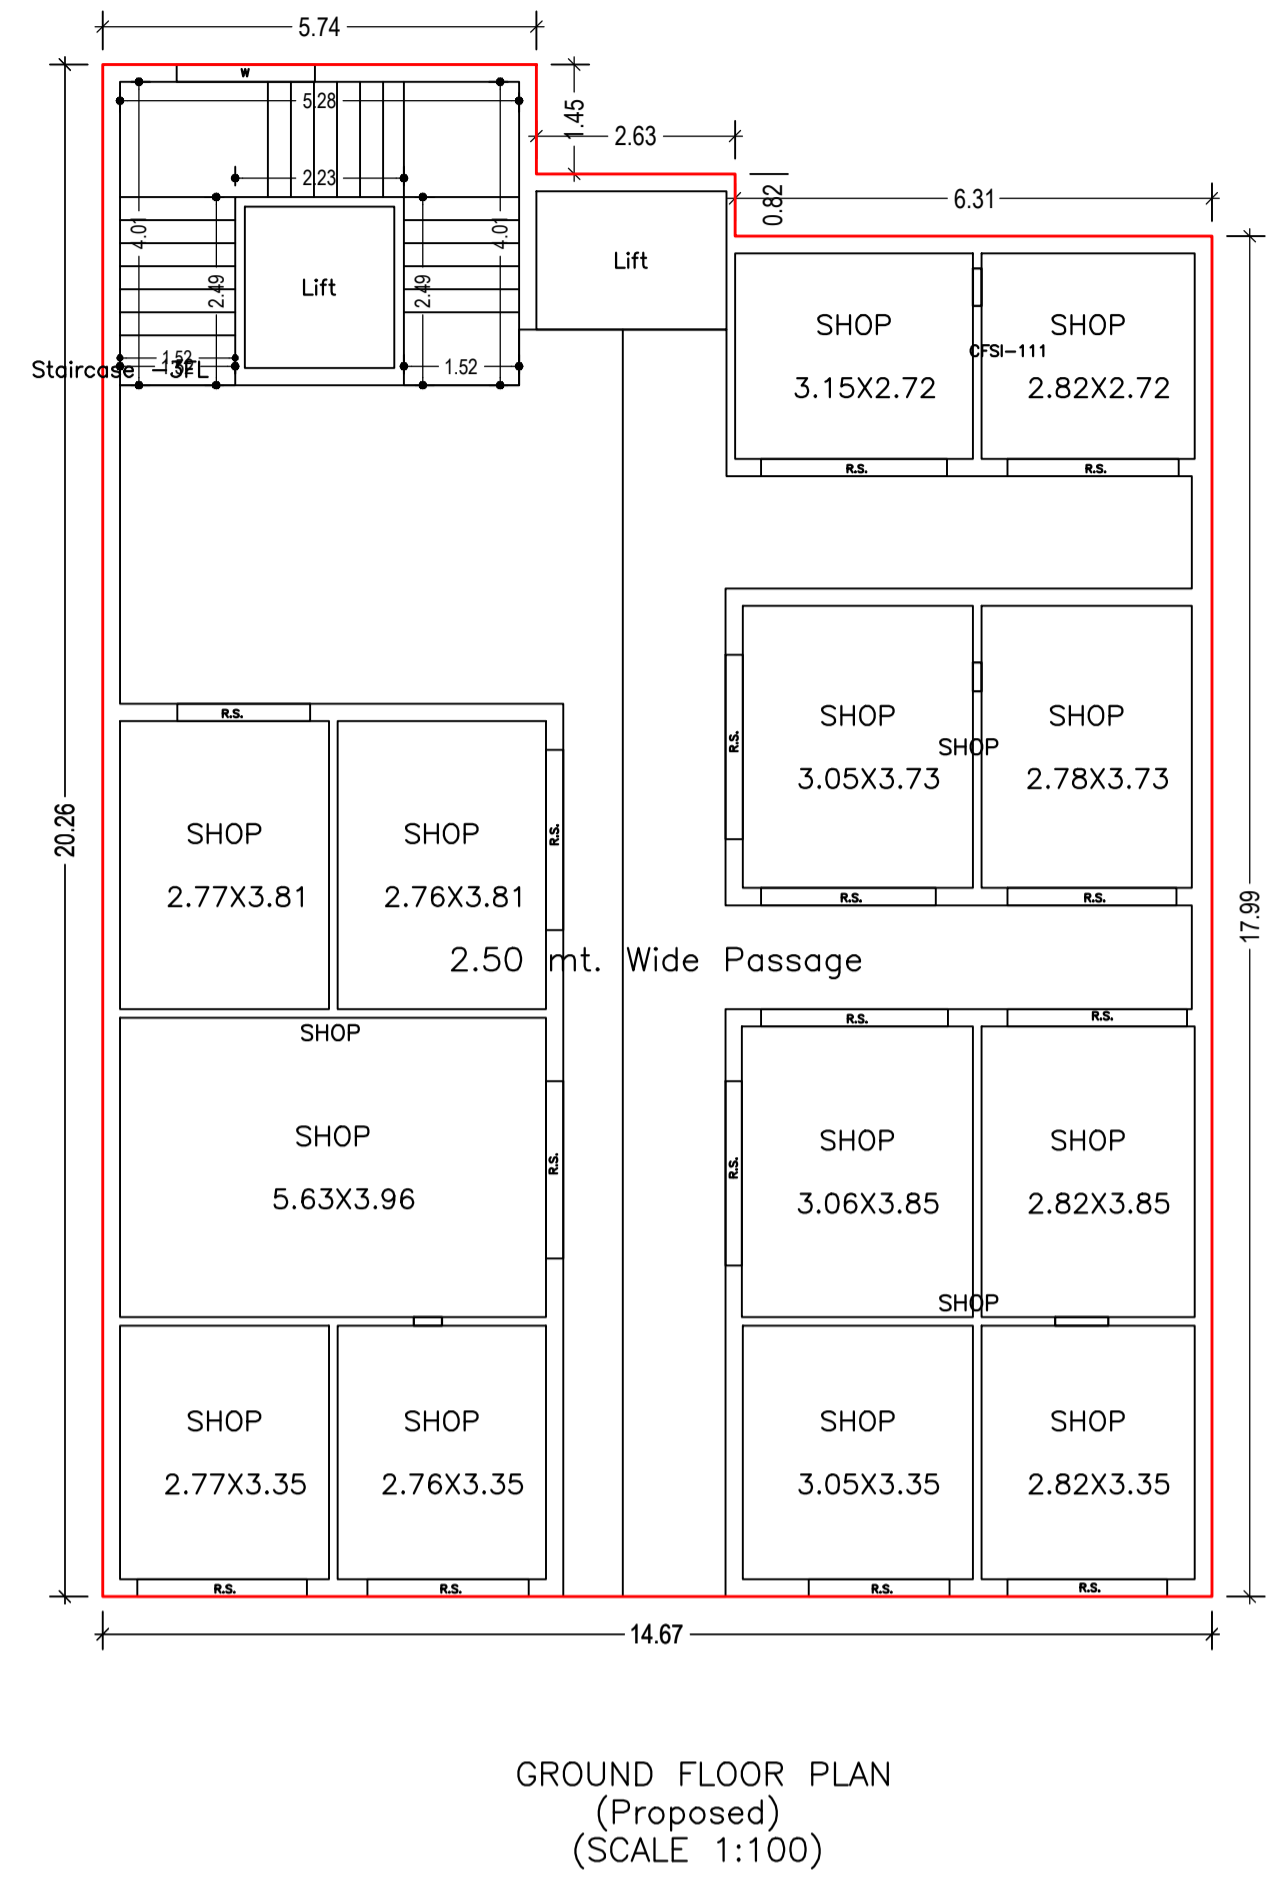 5.74
W
5.28
1.45
2.63
2.23
0.82
6.31
4.01
4.01
2.49
2.49
Lift
Lift
SHOP
SHOP
CFSI-111
3.15X2.72
2.82X2.72
1.52
1.52
Staircase -3FL
R.S.
R.S.
R.S.
SHOP
SHOP
R.S.
SHOP
3.05X3.73
2.78X3.73
20.26
SHOP
SHOP
R.S.
2.77X3.81
2.76X3.81
R.S.
R.S.
17.99
2.50 mt. Wide Passage
R.S.
R.S.
SHOP
SHOP
SHOP
SHOP
R.S.
R.S.
5.63X3.96
3.06X3.85
2.82X3.85
SHOP
SHOP
SHOP
SHOP
SHOP
2.77X3.35
2.76X3.35
3.05X3.35
2.82X3.35
R.S.
R.S.
R.S.
R.S.
14.67
GROUND FLOOR PLAN
(Proposed)
(SCALE 1:100)